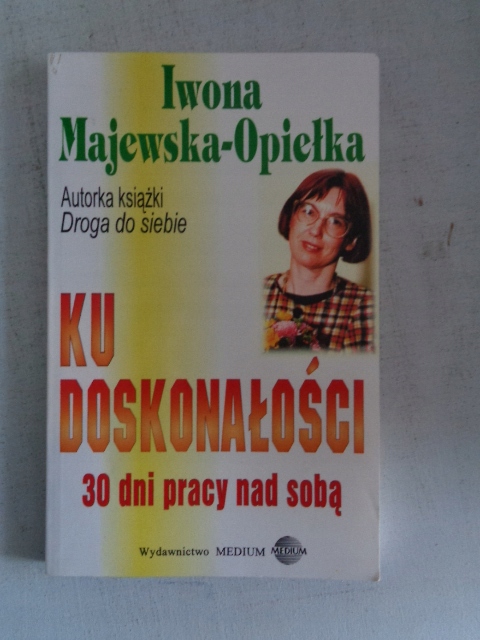 Iwona
Majewska-Opiełka
Autorka książki
Droga do siebie
KU
DOSKONAŁOŚCI
30 dni pracy nad sobą
Wydawnictwo MEDIUM MEDIUM